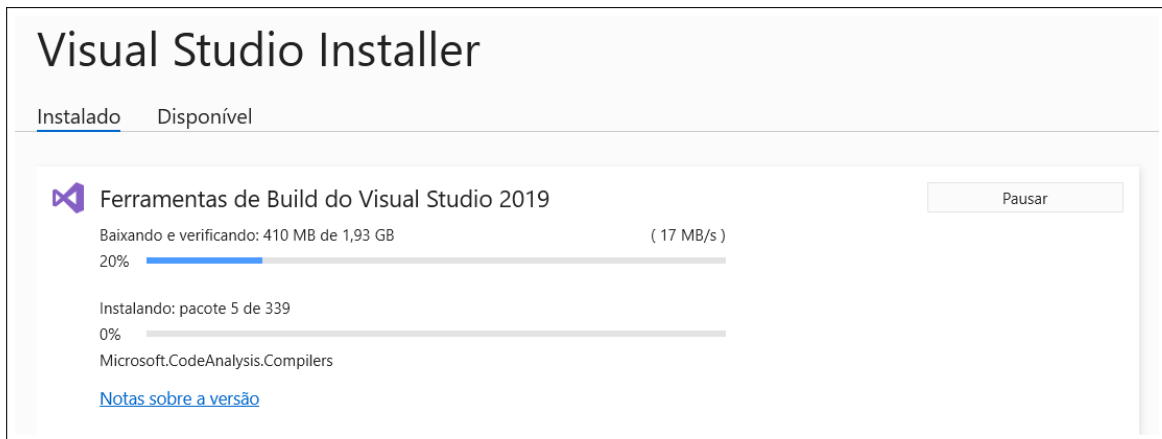 Visual Studio Installer
Instalado Disponível
Ferramentas de Build do Visual Studio 2019
Pausar
Baixando e verificando: 410 MB de 1,93 GB ( 17 MB/s )
20%
Instalando: pacote 5 de 339
0%
Microsoft.CodeAnalysis.Compilers
Notas sobre a versão